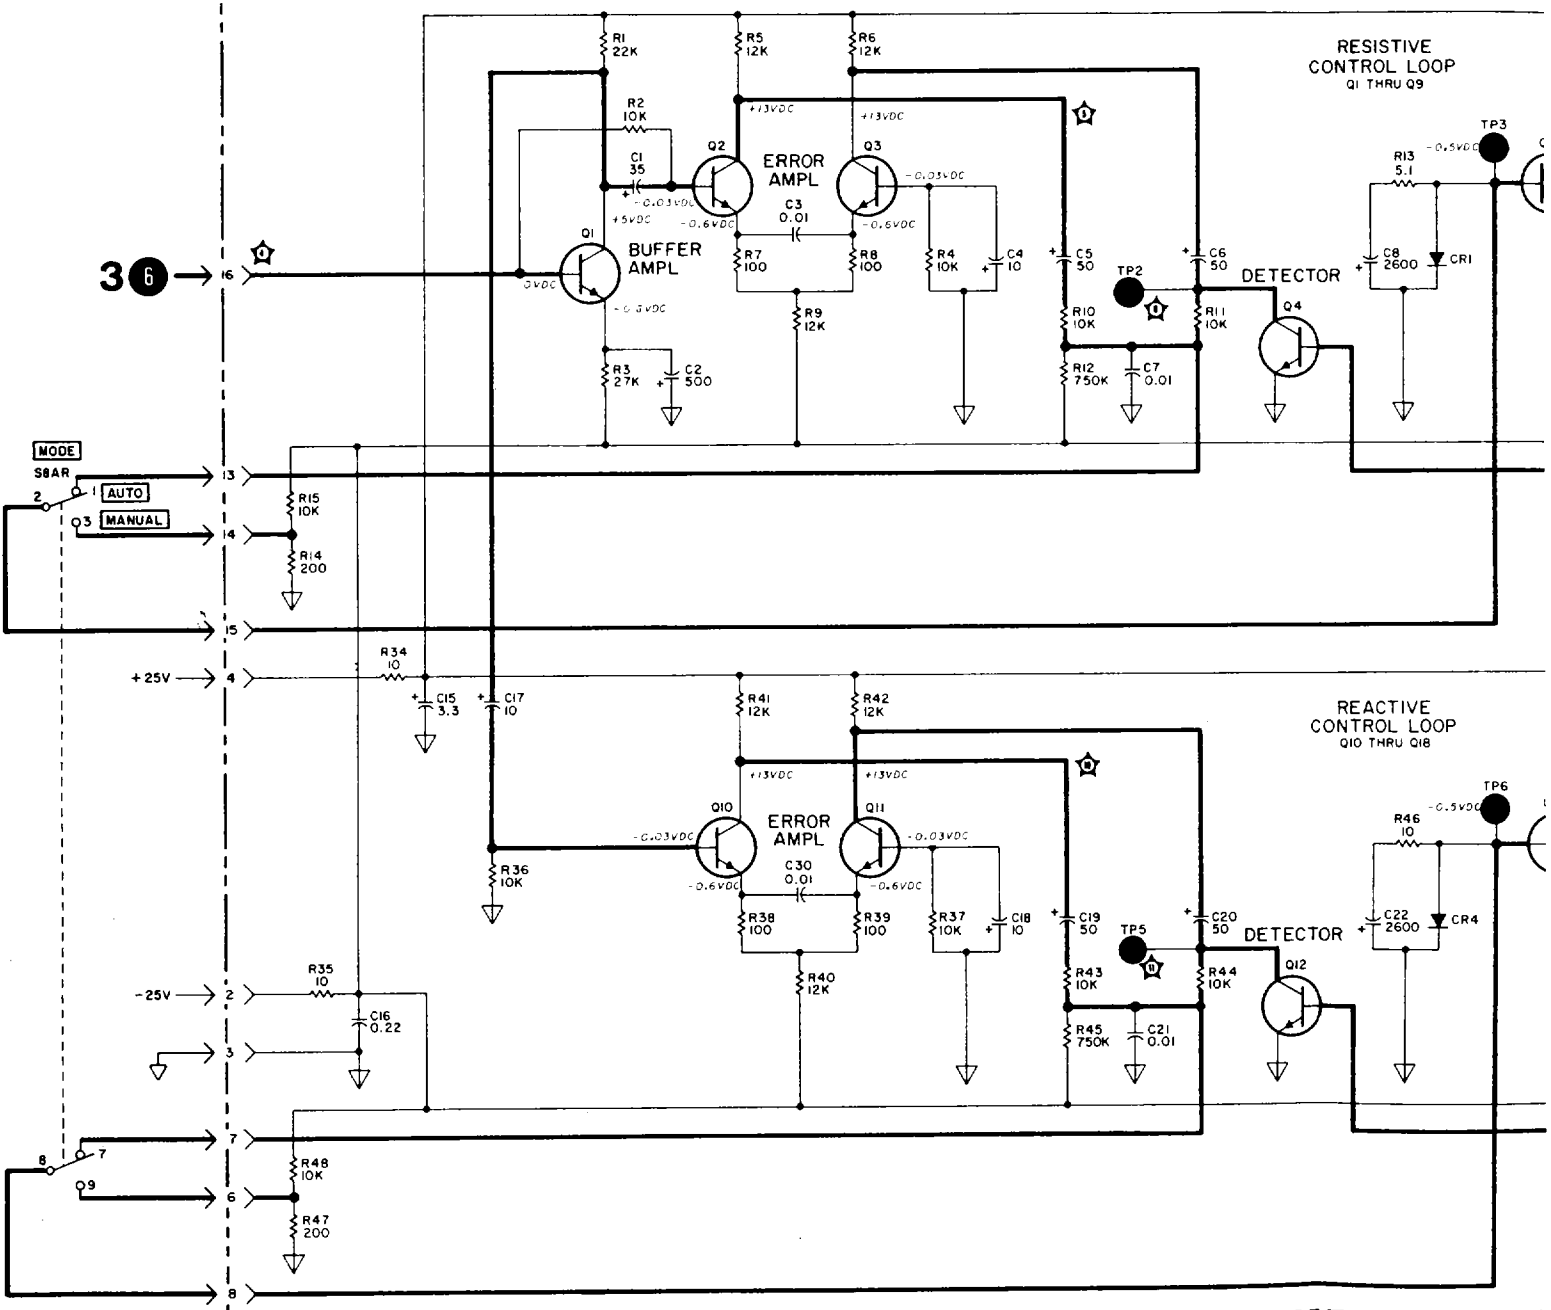 R1
22K
R5
12K
R6
12K
RESISTIVE
CONTROL LOOP
Q1 THRU Q9
R2
10K
+13VDC
+13VDC
5
TP3
-0.5VDC
C1
35
+
Q2
ERROR
AMPL
Q3
R13
5.1
-0.03VDC
-0.03VDC
+5VDC
-0.6VDC
C3
0.01
-0.6VDC
Q1
BUFFER
AMPL
R7
100
R8
100
R4
10K
C4
10
+
C5
50
+
C6
50
+
DETECTOR
C8
2600
+
CR1
3 6
16
4
0VDC
TP2
Q4
R9
12K
R10
10K
R11
10K
R3
27K
C2
500
+
R12
750K
C7
0.01
MODE
S8AR
2
1
AUTO
3
MANUAL
13
R15
10K
14
R14
200
15
+25V
4
R34
10
C15
3.3
+
C17
10
+
R41
12K
R42
12K
REACTIVE
CONTROL LOOP
Q10 THRU Q18
+13VDC
+13VDC
10
TP6
-0.5VDC
Q10
ERROR
AMPL
Q11
R46
10
-0.03VDC
-0.03VDC
R36
10K
-0.6VDC
C30
0.01
-0.6VDC
R38
100
R39
100
R37
10K
C18
10
+
C19
50
+
C20
50
+
DETECTOR
C22
2600
+
CR4
TP5
11
Q12
-25V
2
R35
10
R40
12K
R43
10K
R44
10K
C16
0.22
3
R45
750K
C21
0.01
8
7
9
7
R48
10K
6
R47
200
8